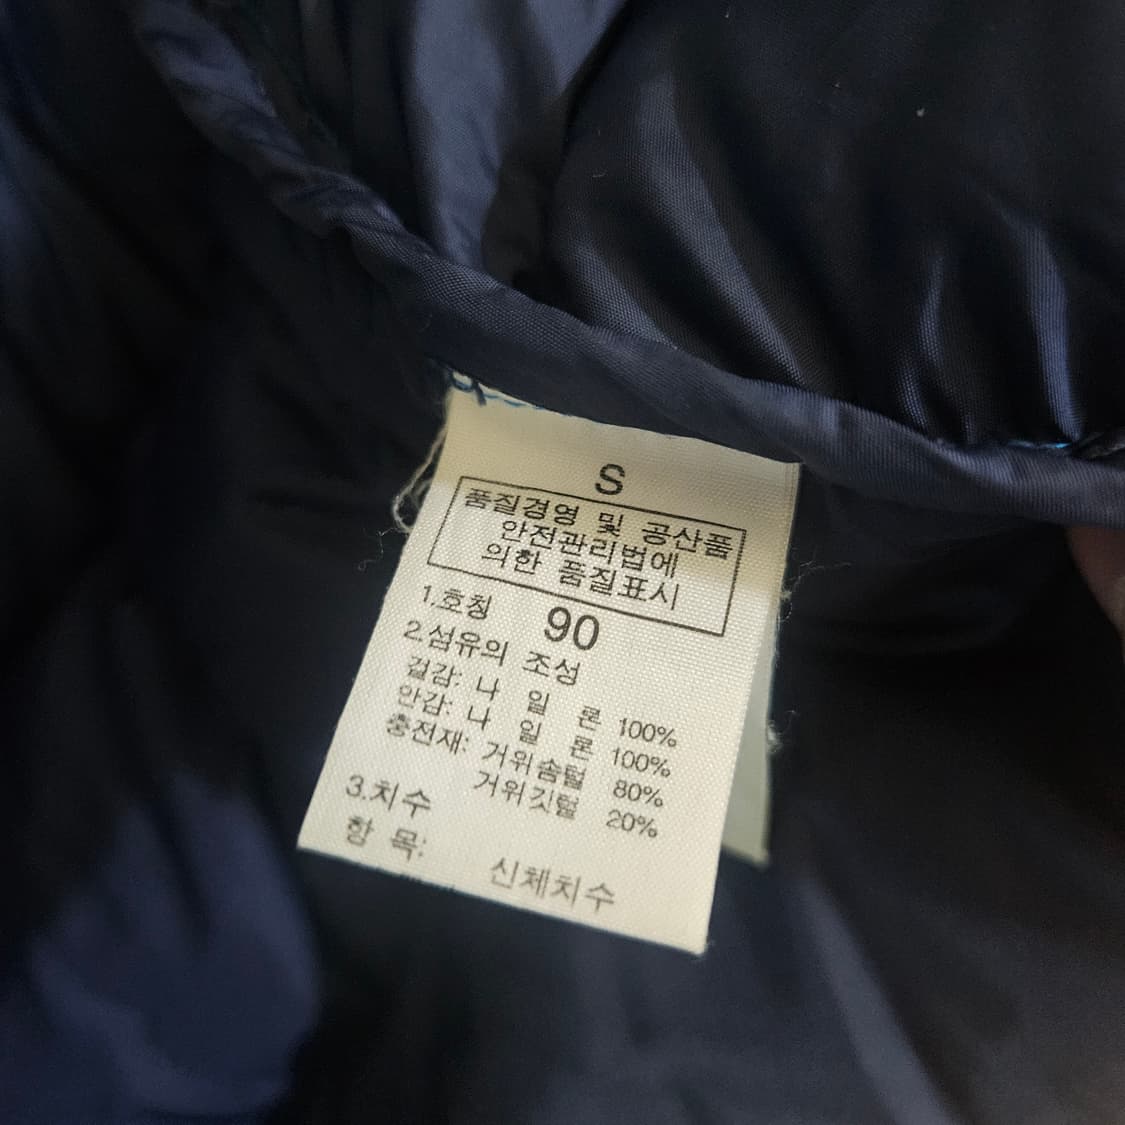 S
품질경영 및 공산품
안전관리법에
의한 품질표시
1.호칭 90
2.섬유의 조성
겉감: 나 일 론 100%
안감: 나 일 론 100%
충전재: 거위솜털 80%
거위깃털 20%
3.치수
항 목: 신체치수